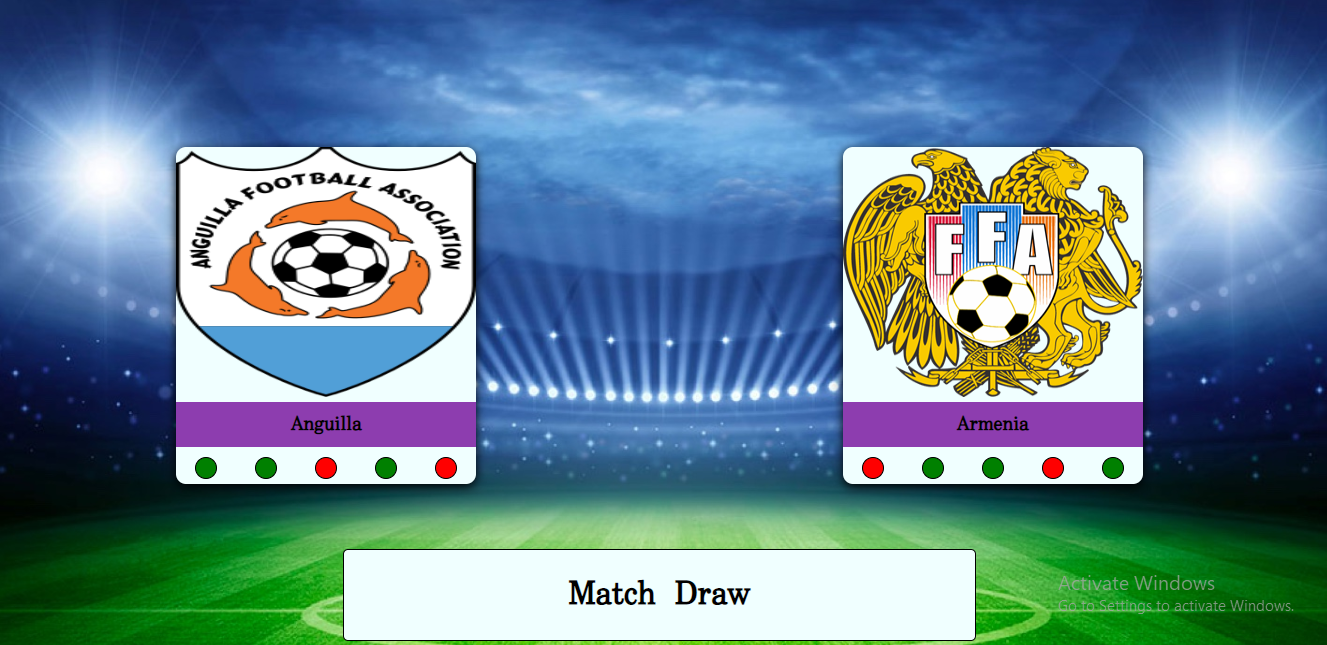 ANGUILLA FOOTBALL ASSOCIATION
FFA
Anguilla
Armenia
Match Draw
Activate Windows
Go to Settings to activate Windows.